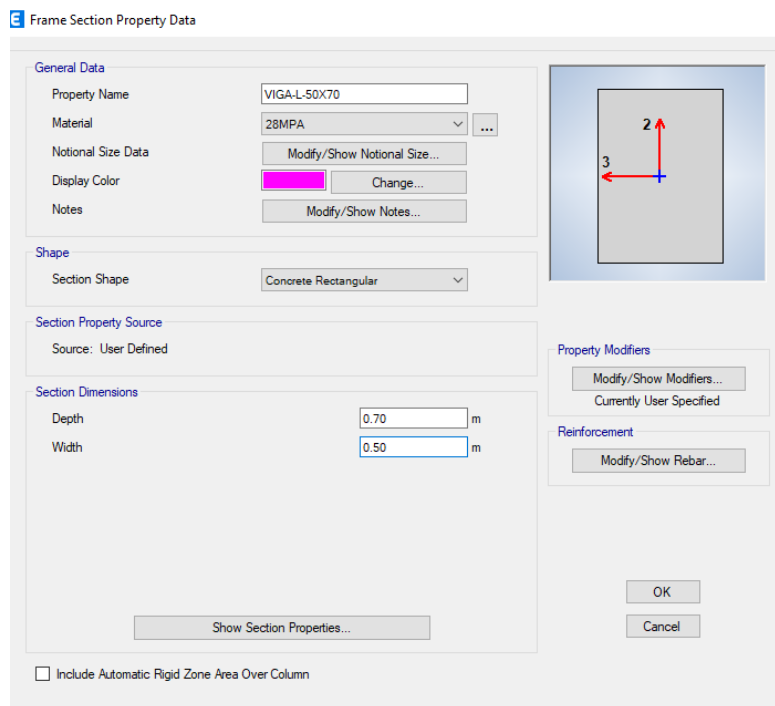 E Frame Section Property Data
General Data
Property Name VIGA-L-50X70
Material 28MPA ...
Notional Size Data Modify/Show Notional Size...
Display Color Change...
Notes Modify/Show Notes...
Shape
Section Shape Concrete Rectangular
Section Property Source
Source: User Defined
Section Dimensions
Depth 0.70 m
Width 0.50 m
Show Section Properties...
Include Automatic Rigid Zone Area Over Column
2
3
Property Modifiers
Modify/Show Modifiers...
Currently User Specified
Reinforcement
Modify/Show Rebar...
OK
Cancel